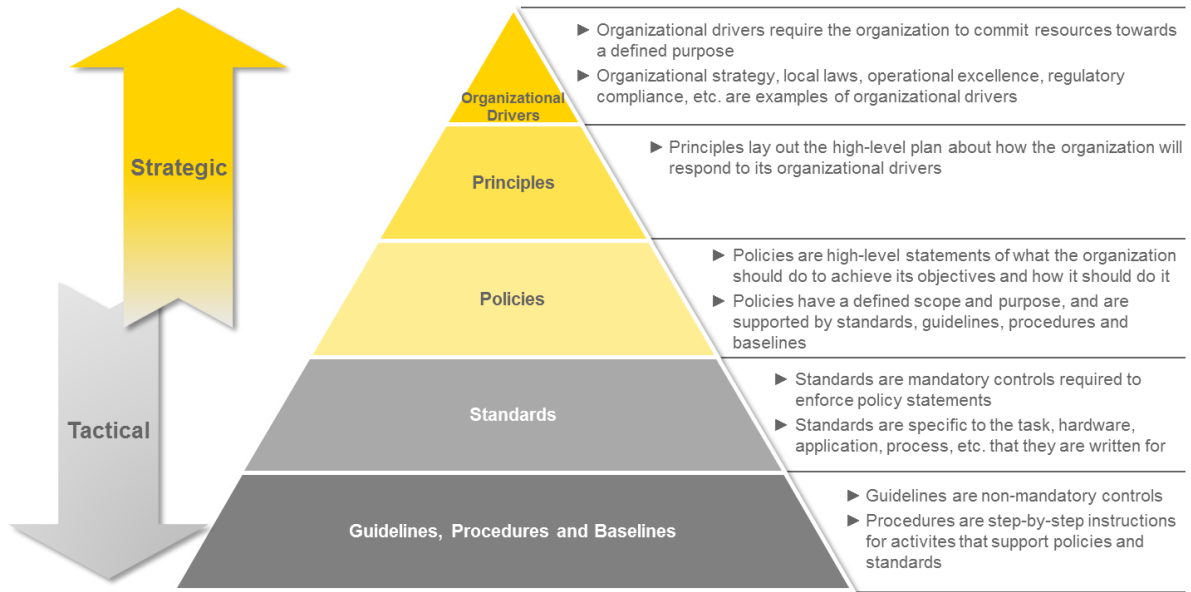 ► Organizational drivers require the organization to commit resources towards
a defined purpose
► Organizational strategy, local laws, operational excellence, regulatory
compliance, etc. are examples of organizational drivers
Organizational
Drivers
Strategic
► Principles lay out the high-level plan about how the organization will
respond to its organizational drivers
Principles
► Policies are high-level statements of what the organization
should do to achieve its objectives and how it should do it
► Policies have a defined scope and purpose, and are
supported by standards, guidelines, procedures and
baselines
Policies
► Standards are mandatory controls required to
enforce policy statements
► Standards are specific to the task, hardware,
application, process, etc. that they are written for
Standards
Tactical
► Guidelines are non-mandatory controls
► Procedures are step-by-step instructions
for activites that support policies and
standards
Guidelines, Procedures and Baselines